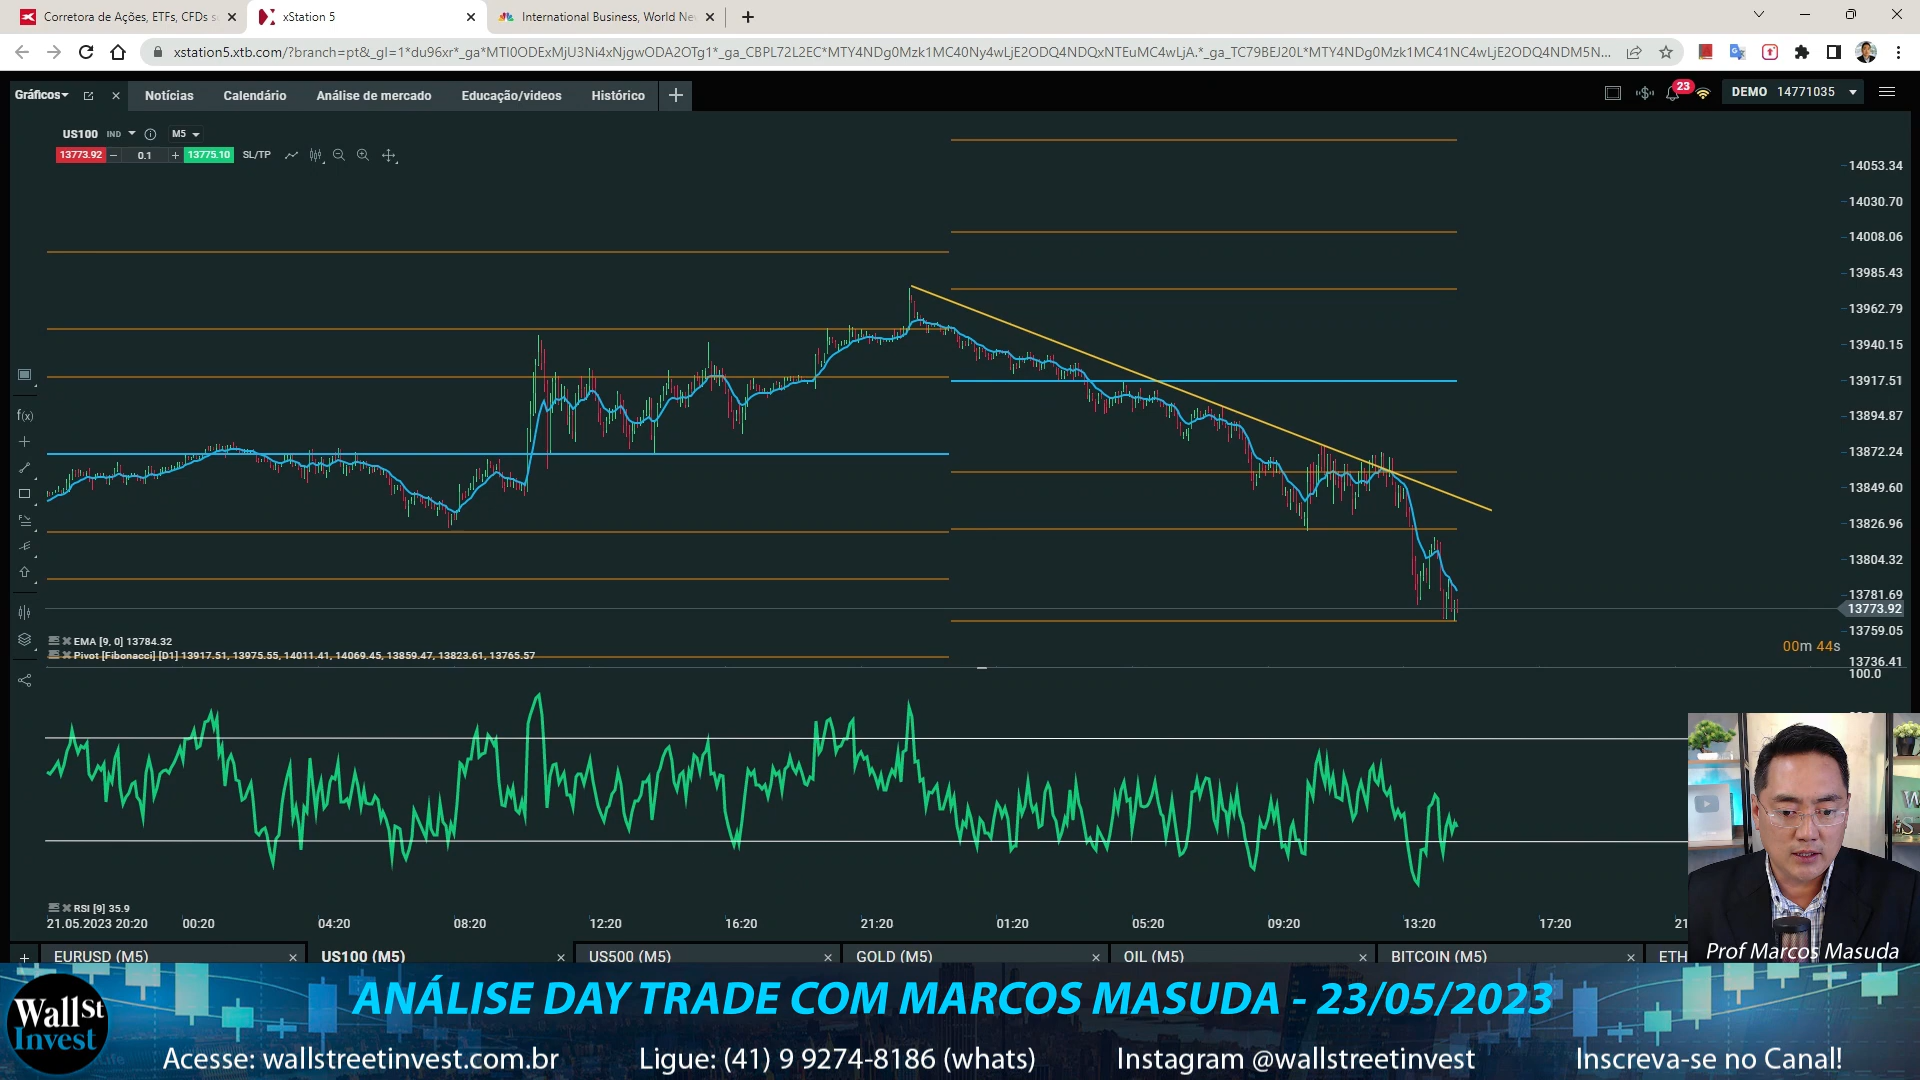 Corretora de Ações, ETFs, CFDs s
xStation 5
International Business, World Ne
xstation5.xtb.com/?branch=pt&_gl=1*du96xr*_ga*MTI0ODExMjU3Ni4xNjgwODA2OTg1*_ga_CBPL72L2EC*MTY4NDg0Mzk1MC40Ny4wLjE2ODQ4NDQxNTEuMC4wLjA.*_ga_TC79BEJ20L*MTY4NDg0Mzk1MC41NC4wLjE2ODQ4NDM5N...
Gráficos
Notícias
Calendário
Análise de mercado
Educação/videos
Histórico
23
DEMO 14771035
US100 IND M5
13773.92 – 0.1 + 13775.10 SL/TP
14053.34
14030.70
14008.06
13985.43
13962.79
13940.15
13917.51
13894.87
13872.24
13849.60
13826.96
13804.32
13781.69
13773.92
13759.05
00m 44s
13736.41
100.0
f(x)
EMA [9, 0] 13784.32
Pivot [Fibonacci] [D1] 13917.51, 13975.55, 14011.41, 14069.45, 13859.47, 13823.61, 13765.57
RSI [9] 35.9
21.05.2023 20:20 00:20 04:20 08:20 12:20 16:20 21:20 01:20 05:20 09:20 13:20 17:20 21
EURUSD (M5)
US100 (M5)
US500 (M5)
GOLD (M5)
OIL (M5)
BITCOIN (M5)
ETH
Prof Marcos Masuda
Wall St
Invest
ANÁLISE DAY TRADE COM MARCOS MASUDA - 23/05/2023
Acesse: wallstreetinvest.com.br
Ligue: (41) 9 9274-8186 (whats)
Instagram @wallstreetinvest
Inscreva-se no Canal!